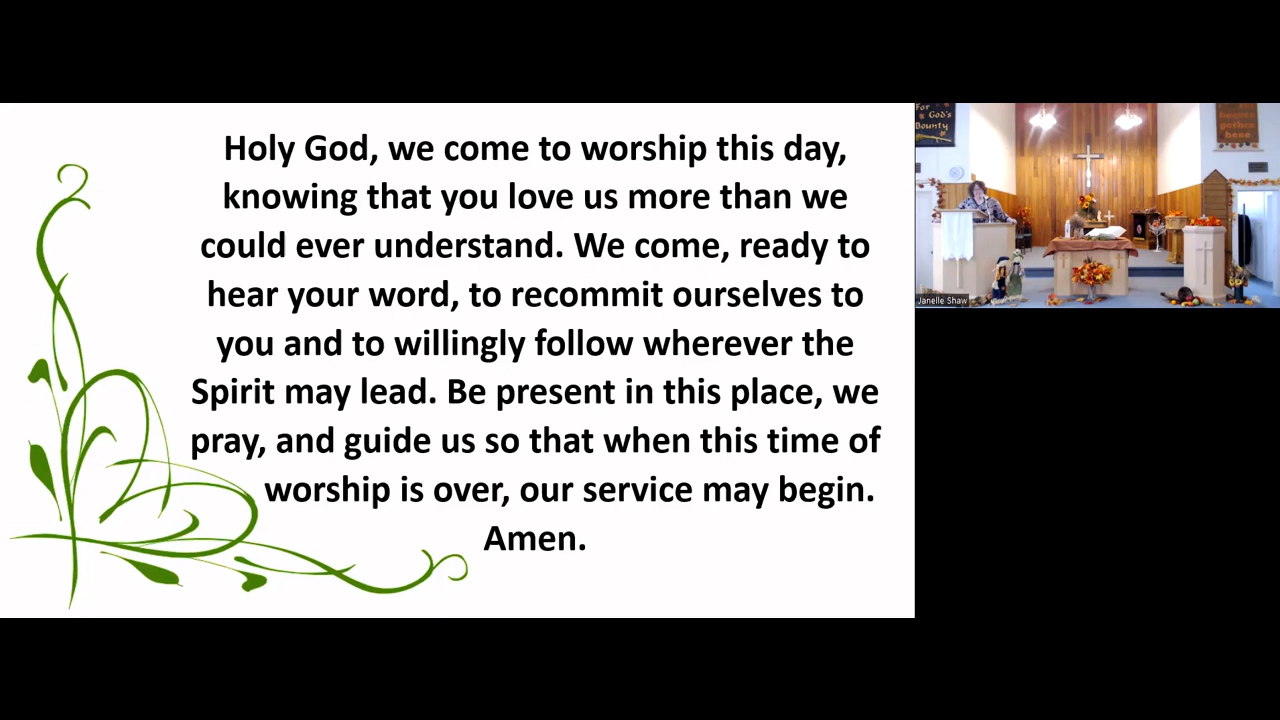 Holy God, we come to worship this day,
knowing that you love us more than we
could ever understand. We come, ready to
hear your word, to recommit ourselves to
you and to willingly follow wherever the
Spirit may lead. Be present in this place, we
pray, and guide us so that when this time of
worship is over, our service may begin.
Amen.
For
God's
Bounty
hearts
gather
here
Janelle Shaw